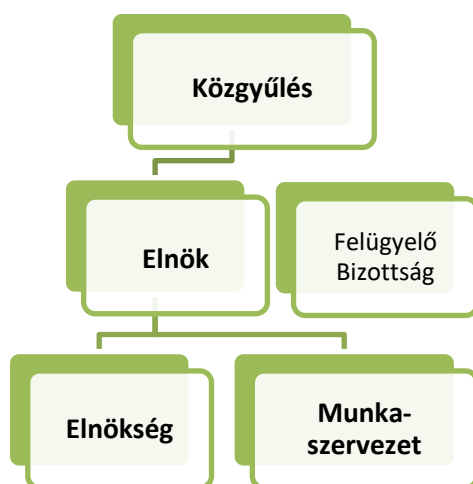 Közgyűlés
Elnök
Felügyelő
Bizottság
Elnökség
Munka-
szervezet